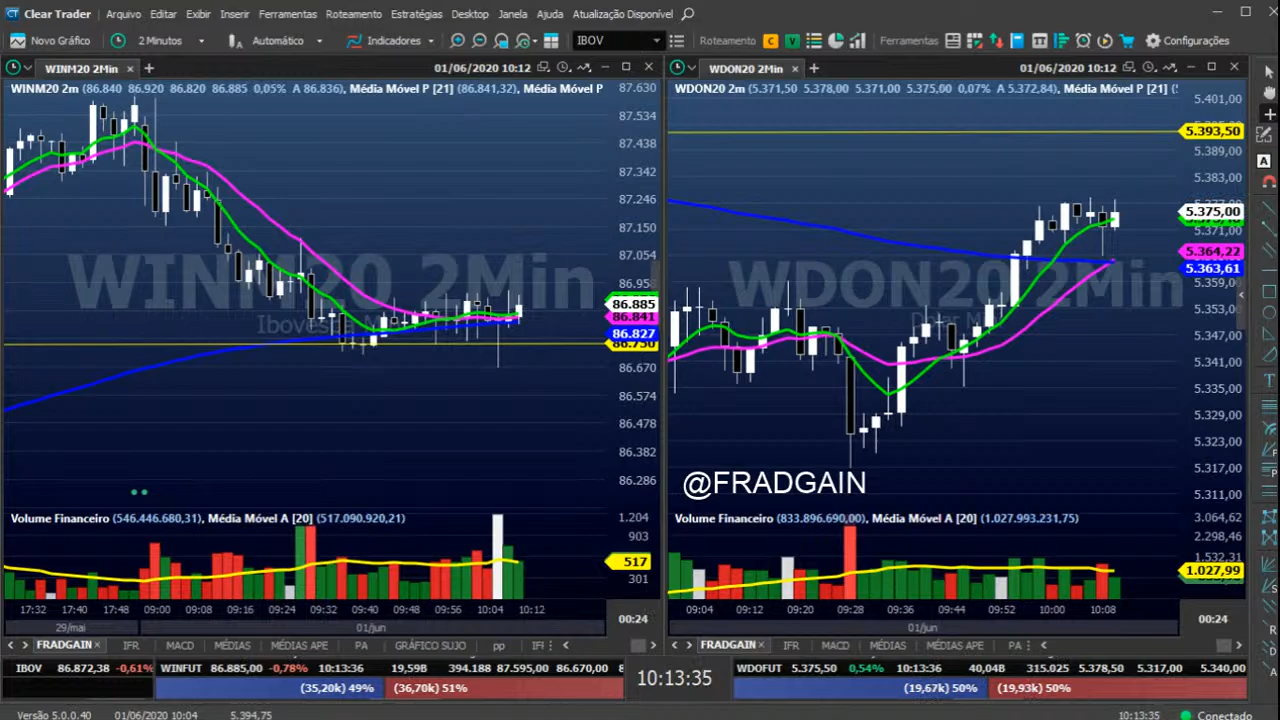 Clear Trader Arquivo Editar Exibir Inserir Ferramentas Roteamento Estratégias Desktop Janela Ajuda Atualização Disponível
Novo Gráfico 2 Minutos Automático Indicadores IBOV Roteamento C V Ferramentas Configurações
WINM20 2Min 01/06/2020 10:12
WINM20 2m (86.840 86.920 86.820 86.885 0,05% A 86.836), Média Móvel P [21] (86.841,32), Média Móvel P
87.630
87.534
87.438
87.342
87.246
87.150
87.054
86.958
86.885
86.841
86.827
86.750
86.670
86.574
86.478
86.382
86.286
WINM20 2Min
Volume Financeiro (546.446.680,31), Média Móvel A [20] (517.090.920,21)
1.204
903
517
301
17:32 17:40 17:48 09:00 09:08 09:16 09:24 09:32 09:40 09:48 09:56 10:04 10:12
00:24
29/mai 01/jun
FRADGAIN IFR MACD MÉDIAS MÉDIAS APE PA GRÁFICO SUJO pp
WDON20 2Min 01/06/2020 10:12
WDON20 2m (5.371,50 5.378,00 5.371,00 5.375,00 0,07% A 5.372,84), Média Móvel P [21]
5.401,00
5.393,50
5.389,00
5.383,00
5.375,00
5.371,00
5.364,22
5.363,61
5.359,00
5.353,00
5.347,00
5.341,00
5.335,00
5.329,00
5.323,00
5.317,00
5.311,00
WDON20 2Min
@FRADGAIN
Volume Financeiro (833.896.690,00), Média Móvel A [20] (1.027.993.231,75)
3.064,62
2.298,46
1.532,31
1.027,99
09:04 09:12 09:20 09:28 09:36 09:44 09:52 10:00 10:08
00:24
01/jun
FRADGAIN IFR MACD MÉDIAS MÉDIAS APE PA
IBOV 86.872,38 -0,61% WINFUT 86.885,00 -0,78% 10:13:36 19,59B 394.188 87.595,00 86.670,00
(35,20k) 49% (36,70k) 51%
10:13:35
WDOFUT 5.375,50 0,54% 10:13:36 40,04B 315.025 5.378,50 5.317,00 5.340,00
(19,67k) 50% (19,93k) 50%
Versão 5.0.0.40 01/06/2020 10:04 5.394,75 10:13:35 Conectado